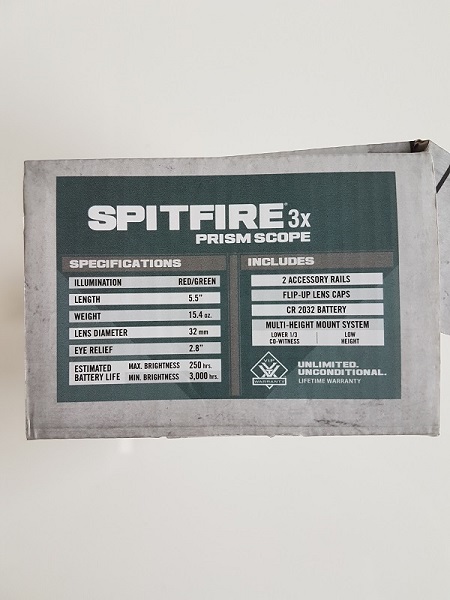 SPITFIRE® 3x
PRISM SCOPE
SPECIFICATIONS
ILLUMINATION RED/GREEN
LENGTH 5.5"
WEIGHT 15.4 oz.
LENS DIAMETER 32 mm
EYE RELIEF 2.8"
ESTIMATED BATTERY LIFE MAX. BRIGHTNESS 250 hrs.
MIN. BRIGHTNESS 3,000 hrs.
INCLUDES
2 ACCESSORY RAILS
FLIP-UP LENS CAPS
CR 2032 BATTERY
MULTI-HEIGHT MOUNT SYSTEM
LOWER 1/3 CO-WITNESS
LOW HEIGHT
VIP
WARRANTY
UNLIMITED.
UNCONDITIONAL.
LIFETIME WARRANTY